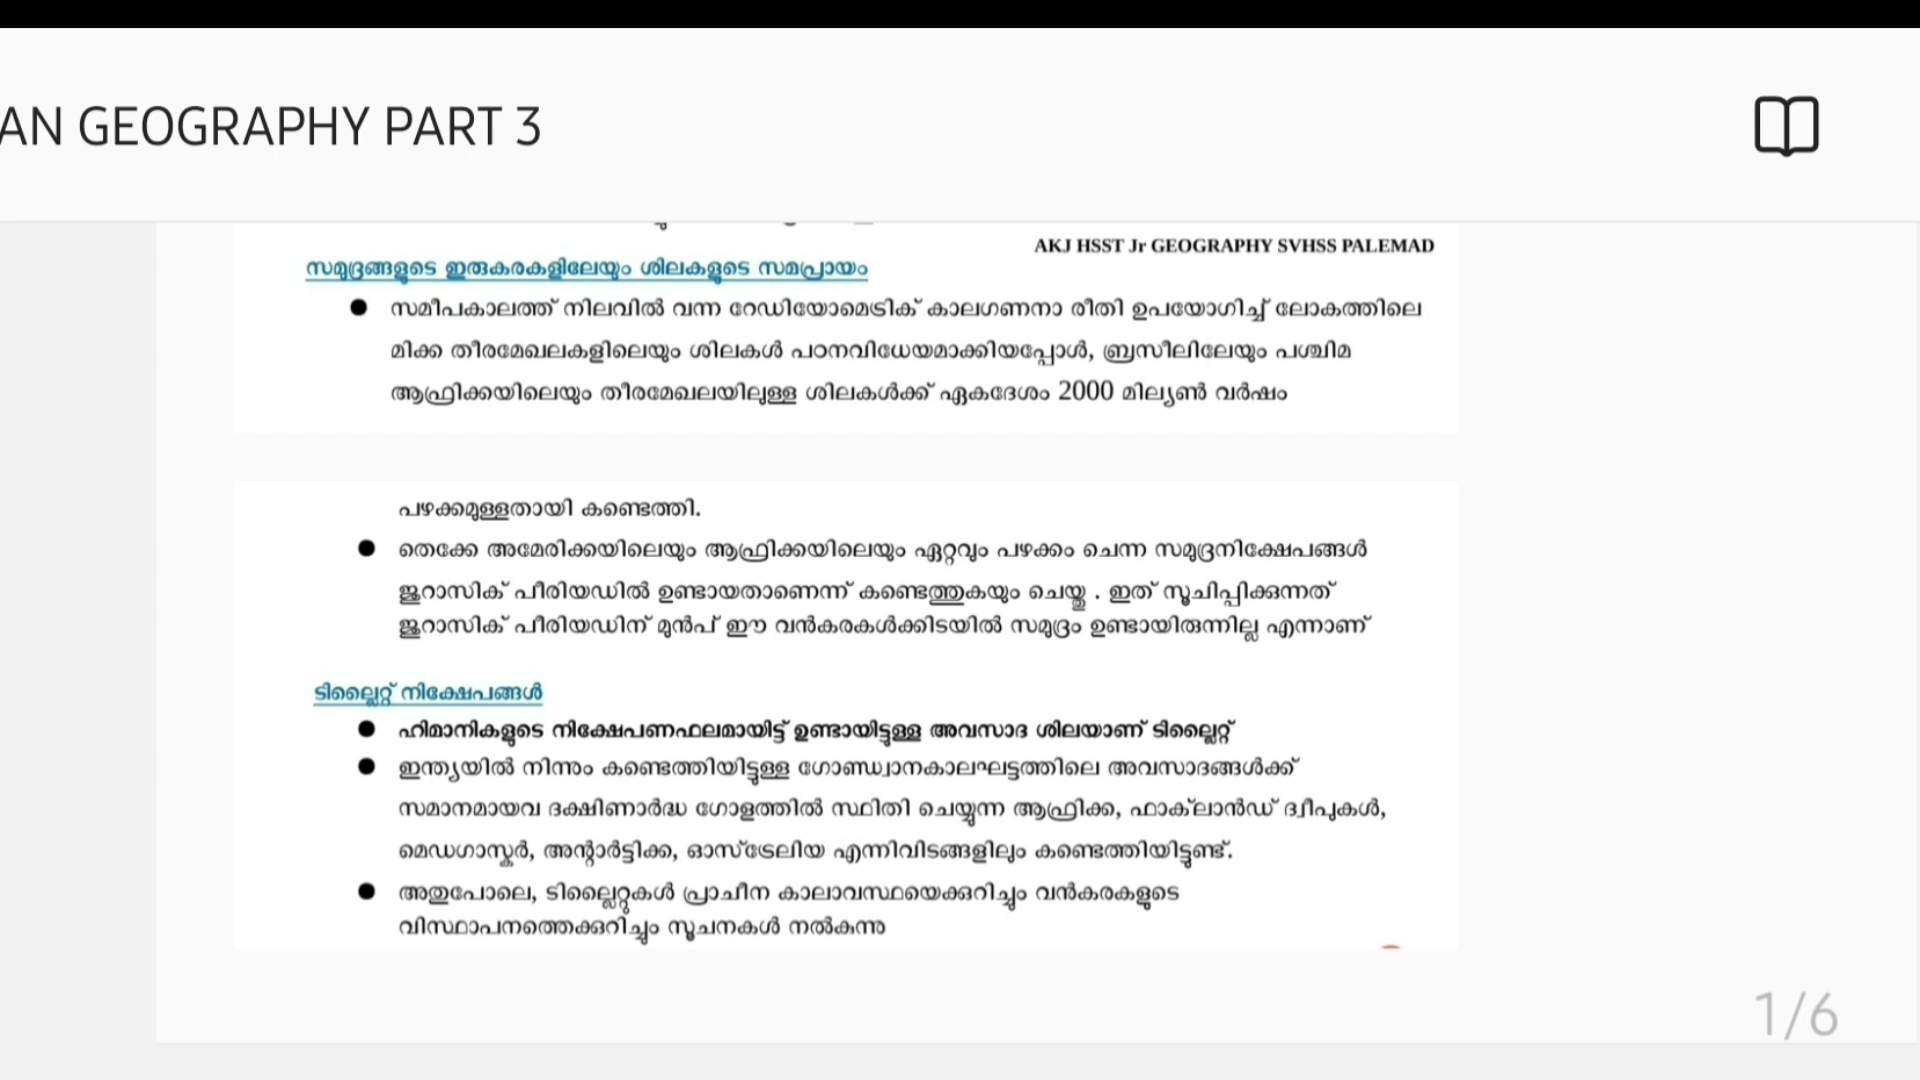 AN GEOGRAPHY PART 3
AKJ HSST Jr GEOGRAPHY SVHSS PALEMAD
സമുദ്രങ്ങളുടെ ഇരുകരകളിലേയും ശിലകളുടെ സമപ്രായം
● സമീപകാലത്ത് നിലവിൽ വന്ന റേഡിയോമെട്രിക് കാലഗണനാ രീതി ഉപയോഗിച്ച് ലോകത്തിലെ
മിക്ക തീരമേഖലകളിലെയും ശിലകൾ പഠനവിധേയമാക്കിയപ്പോൾ, ബ്രസീലിലേയും പശ്ചിമ
ആഫ്രിക്കയിലെയും തീരമേഖലയിലുള്ള ശിലകൾക്ക് ഏകദേശം 2000 മില്യൺ വർഷം
പഴക്കമുള്ളതായി കണ്ടെത്തി.
● തെക്കേ അമേരിക്കയിലെയും ആഫ്രിക്കയിലെയും ഏറ്റവും പഴക്കം ചെന്ന സമുദ്രനിക്ഷേപങ്ങൾ
ജുറാസിക് പീരിയഡിൽ ഉണ്ടായതാണെന്ന് കണ്ടെത്തുകയും ചെയ്തു . ഇത് സൂചിപ്പിക്കുന്നത്
ജുറാസിക് പീരിയഡിന് മുൻപ് ഈ വൻകരകൾക്കിടയിൽ സമുദ്രം ഉണ്ടായിരുന്നില്ല എന്നാണ്
ടില്ലൈറ്റ് നിക്ഷേപങ്ങൾ
● ഹിമാനികളുടെ നിക്ഷേപണഫലമായിട്ട് ഉണ്ടായിട്ടുള്ള അവസാദ ശിലയാണ് ടില്ലൈറ്റ്
● ഇന്ത്യയിൽ നിന്നും കണ്ടെത്തിയിട്ടുള്ള ഗോണ്ഡ്വാനകാലഘട്ടത്തിലെ അവസാദങ്ങൾക്ക്
സമാനമായവ ദക്ഷിണാർദ്ധ ഗോളത്തിൽ സ്ഥിതി ചെയ്യുന്ന ആഫ്രിക്ക, ഫാക്‌ലാൻഡ് ദ്വീപുകൾ,
മെഡഗാസ്കർ, അന്റാർട്ടിക്ക, ഓസ്ട്രേലിയ എന്നിവിടങ്ങളിലും കണ്ടെത്തിയിട്ടുണ്ട്.
● അതുപോലെ, ടില്ലൈറ്റുകൾ പ്രാചീന കാലാവസ്ഥയെക്കുറിച്ചും വൻകരകളുടെ
വിസ്ഥാപനത്തെക്കുറിച്ചും സൂചനകൾ നൽകുന്നു
1/6